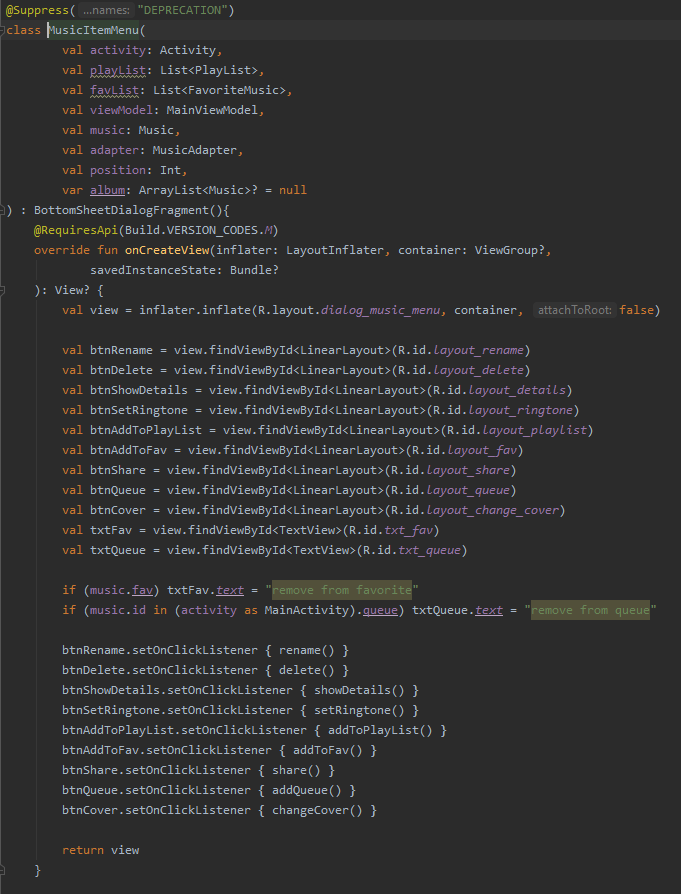 @Suppress( ...names: "DEPRECATION")
class MusicItemMenu(
        val activity: Activity,
        val playList: List<PlayList>,
        val favList: List<FavoriteMusic>,
        val viewModel: MainViewModel,
        val music: Music,
        val adapter: MusicAdapter,
        val position: Int,
        var album: ArrayList<Music>? = null
) : BottomSheetDialogFragment(){
    @RequiresApi(Build.VERSION_CODES.M)
    override fun onCreateView(inflater: LayoutInflater, container: ViewGroup?,
            savedInstanceState: Bundle?
    ): View? {
        val view = inflater.inflate(R.layout.dialog_music_menu, container, attachToRoot: false)

        val btnRename = view.findViewById<LinearLayout>(R.id.layout_rename)
        val btnDelete = view.findViewById<LinearLayout>(R.id.layout_delete)
        val btnShowDetails = view.findViewById<LinearLayout>(R.id.layout_details)
        val btnSetRingtone = view.findViewById<LinearLayout>(R.id.layout_ringtone)
        val btnAddToPlayList = view.findViewById<LinearLayout>(R.id.layout_playlist)
        val btnAddToFav = view.findViewById<LinearLayout>(R.id.layout_fav)
        val btnShare = view.findViewById<LinearLayout>(R.id.layout_share)
        val btnQueue = view.findViewById<LinearLayout>(R.id.layout_queue)
        val btnCover = view.findViewById<LinearLayout>(R.id.layout_change_cover)
        val txtFav = view.findViewById<TextView>(R.id.txt_fav)
        val txtQueue = view.findViewById<TextView>(R.id.txt_queue)

        if (music.fav) txtFav.text = "remove from favorite"
        if (music.id in (activity as MainActivity).queue) txtQueue.text = "remove from queue"

        btnRename.setOnClickListener { rename() }
        btnDelete.setOnClickListener { delete() }
        btnShowDetails.setOnClickListener { showDetails() }
        btnSetRingtone.setOnClickListener { setRingtone() }
        btnAddToPlayList.setOnClickListener { addToPlayList() }
        btnAddToFav.setOnClickListener { addToFav() }
        btnShare.setOnClickListener { share() }
        btnQueue.setOnClickListener { addQueue() }
        btnCover.setOnClickListener { changeCover() }

        return view
    }